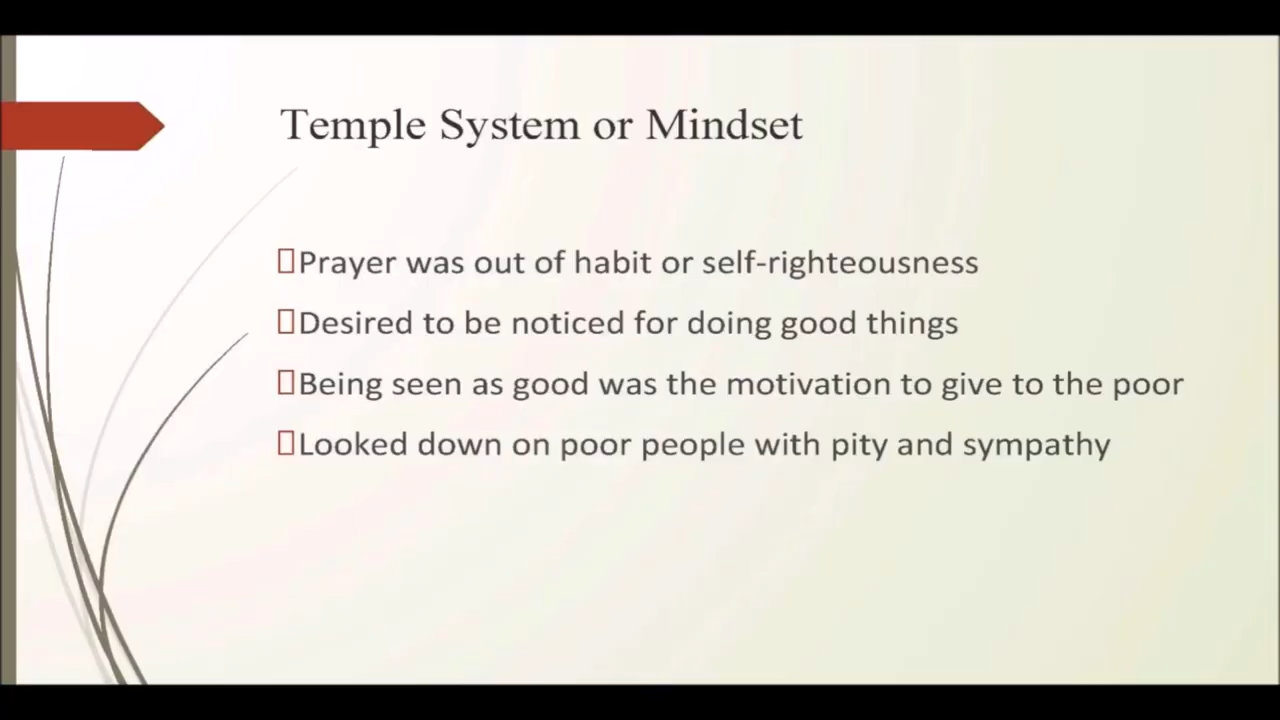 Temple System or Mindset
Prayer was out of habit or self-righteousness
Desired to be noticed for doing good things
Being seen as good was the motivation to give to the poor
Looked down on poor people with pity and sympathy